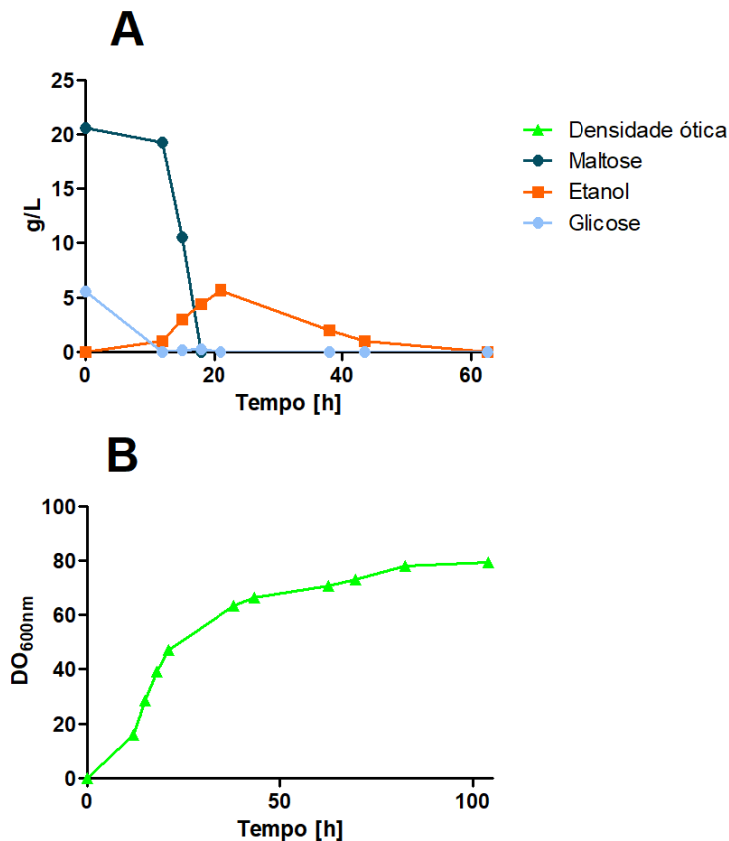 A
25
20
15
10
5
0
g/L
0 20 40 60
Tempo [h]
Densidade ótica
Maltose
Etanol
Glicose
B
100
80
60
40
20
0
DO600nm
0 50 100
Tempo [h]